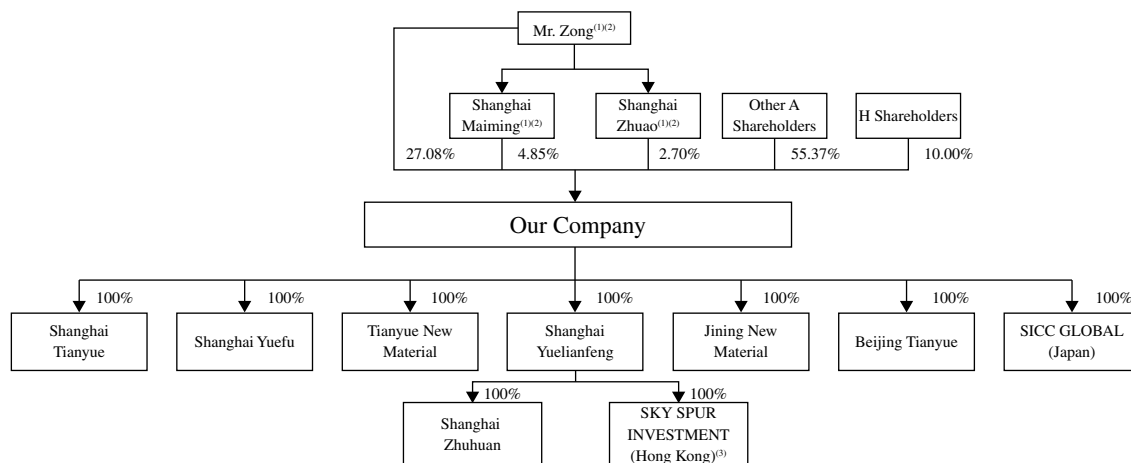 Mr. Zong(1)(2)
Shanghai
Maiming(1)(2)
Shanghai
Zhuao(1)(2)
Other A
Shareholders
H Shareholders
27.08%
4.85%
2.70%
55.37%
10.00%
Our Company
100%
100%
100%
100%
100%
100%
100%
Shanghai
Tianyue
Shanghai Yuefu
Tianyue New
Material
Shanghai
Yuelianfeng
Jining New
Material
Beijing Tianyue
SICC GLOBAL
(Japan)
100%
100%
Shanghai
Zhuhuan
SKY SPUR
INVESTMENT
(Hong Kong)(3)